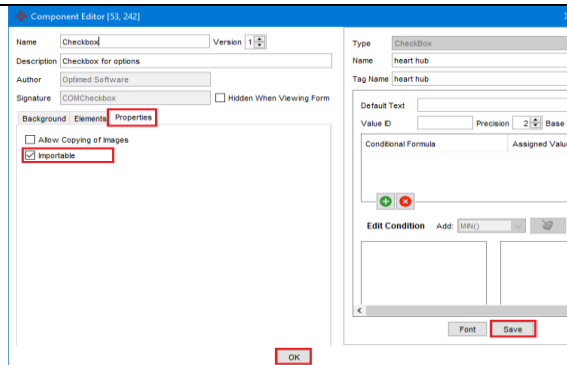 Component Editor [53, 242]
Name Checkbox Version 1
Description Checkbox for options
Author Optimed Software
Signature COMCheckbox Hidden When Viewing Form
Background Elements Properties
Allow Copying of Images
Importable
OK
Type CheckBox
Name heart hub
Tag Name heart hub
Default Text
Value ID Precision 2 Base
Conditional Formula Assigned Valu
Edit Condition Add: MIN()
Font Save